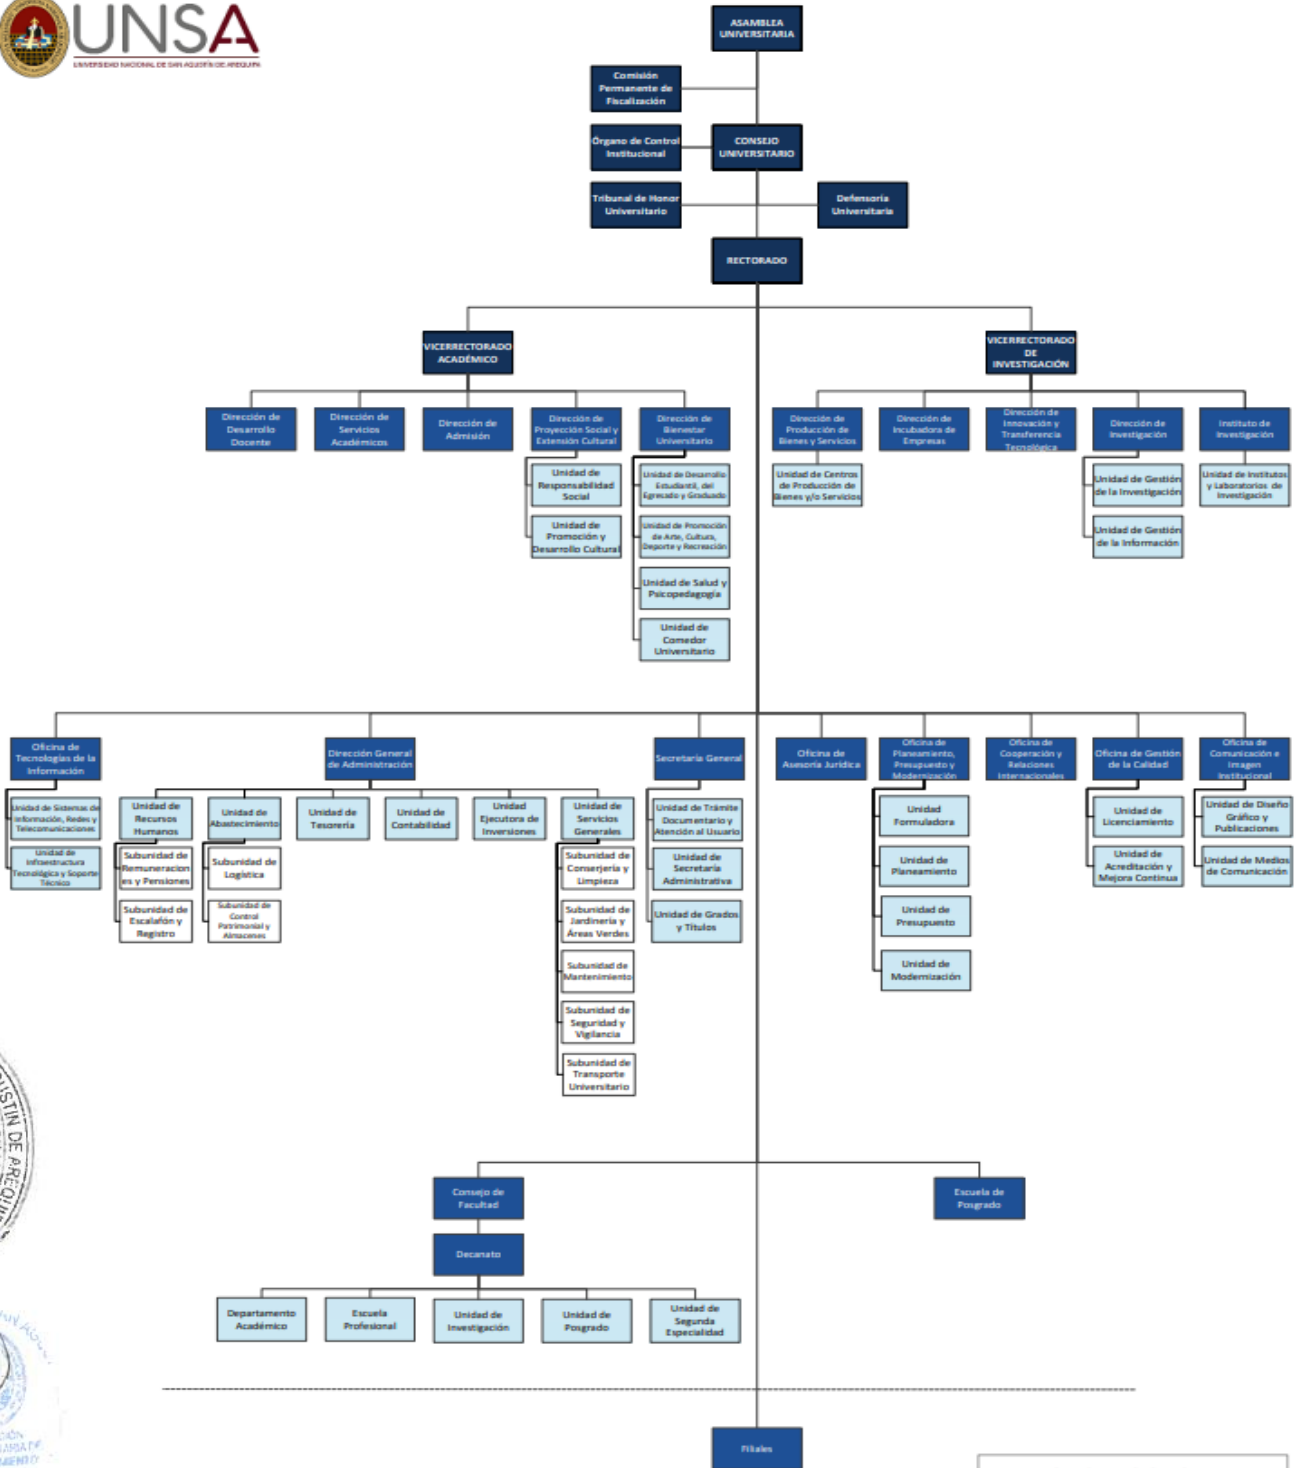 UNSA
UNIVERSIDAD NACIONAL DE SAN AGUSTÍN DE AREQUIPA
ASAMBLEA
UNIVERSITARIA
Comisión
Permanente de
Fiscalización
Órgano de Control
Institucional
CONSEJO
UNIVERSITARIO
Tribunal de Honor
Universitario
Defensoría
Universitaria
RECTORADO
VICERRECTORADO
ACADÉMICO
VICERRECTORADO
DE
INVESTIGACIÓN
Dirección de
Desarrollo
Docente
Dirección de
Servicios
Académicos
Dirección de
Admisión
Dirección de
Proyección Social y
Extensión Cultural
Dirección de
Bienestar
Universitario
Dirección de
Producción de
Bienes y Servicios
Dirección de
Incubadora de
Empresas
Dirección de
Innovación y
Transferencia
Tecnológica
Dirección de
Investigación
Instituto de
Investigación
Unidad de
Responsabilidad
Social
Unidad de
Promoción y
Desarrollo Cultural
Unidad de Desarrollo
Estudiantil, del
Egresado y Graduado
Unidad de Promoción
de Arte, Cultura,
Deporte y Recreación
Unidad de Salud y
Psicopedagogía
Unidad de
Comedor
Universitario
Unidad de Centros
de Producción de
Bienes y/o Servicios
Unidad de Gestión
de la Investigación
Unidad de Gestión
de la Información
Unidad de Institutos
y Laboratorios de
Investigación
Oficina de
Tecnologías de la
Información
Dirección General
de Administración
Secretaría General
Oficina de
Asesoría Jurídica
Oficina de
Planeamiento,
Presupuesto y
Modernización
Oficina de
Cooperación y
Relaciones
Internacionales
Oficina de Gestión
de la Calidad
Oficina de
Comunicación e
Imagen
Institucional
Unidad de Sistemas de
Información, Redes y
Telecomunicaciones
Unidad de
Infraestructura
Tecnológica y Soporte
Técnico
Unidad de
Recursos
Humanos
Subunidad de
Remuneracion
es y Pensiones
Subunidad de
Escalafón y
Registro
Unidad de
Abastecimiento
Subunidad de
Logística
Subunidad de
Control
Patrimonial y
Almacenes
Unidad de
Tesorería
Unidad de
Contabilidad
Unidad
Ejecutora de
Inversiones
Unidad de
Servicios
Generales
Subunidad de
Conserjería y
Limpieza
Subunidad de
Jardinería y
Áreas Verdes
Subunidad de
Mantenimiento
Subunidad de
Seguridad y
Vigilancia
Subunidad de
Transporte
Universitario
Unidad de Trámite
Documentario y
Atención al Usuario
Unidad de
Secretaría
Administrativa
Unidad de Grados
y Títulos
Unidad
Formuladora
Unidad de
Planeamiento
Unidad de
Presupuesto
Unidad de
Modernización
Unidad de
Licenciamiento
Unidad de
Acreditación y
Mejora Continua
Unidad de Diseño
Gráfico y
Publicaciones
Unidad de Medios
de Comunicación
Consejo de
Facultad
Escuela de
Posgrado
Decanato
Departamento
Académico
Escuela
Profesional
Unidad de
Investigación
Unidad de
Posgrado
Unidad de
Segunda
Especialidad
Filiales